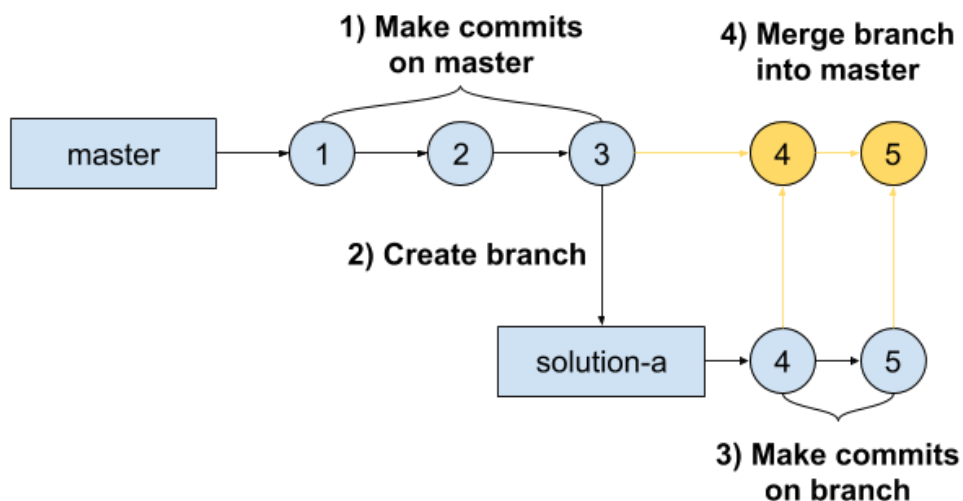 1) Make commits
on master
4) Merge branch
into master
master
1
2
3
4
5
2) Create branch
solution-a
4
5
3) Make commits
on branch